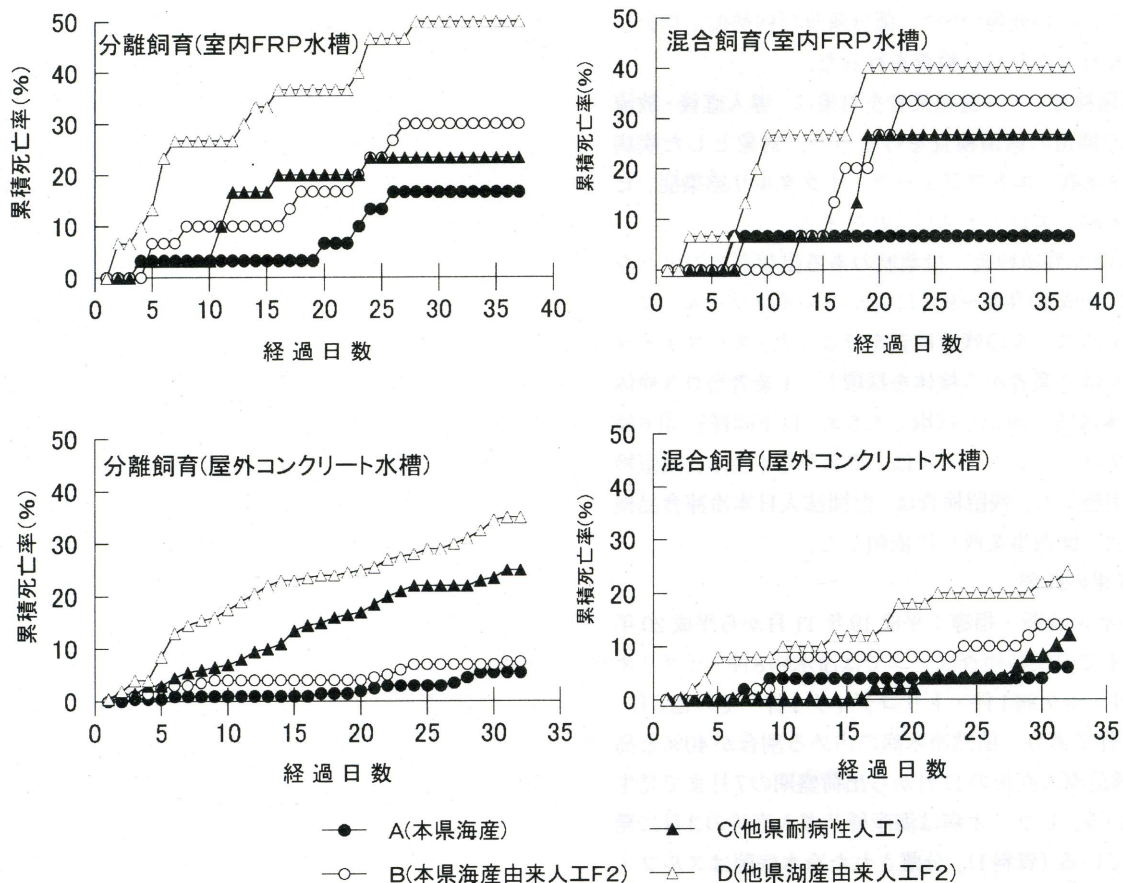 分離飼育(室内FRP水槽)
累積死亡率(%)
50
40
30
20
10
0
0 5 10 15 20 25 30 35 40
経過日数
混合飼育(室内FRP水槽)
累積死亡率(%)
50
40
30
20
10
0
0 5 10 15 20 25 30 35 40
経過日数
分離飼育(屋外コンクリート水槽)
累積死亡率(%)
50
40
30
20
10
0
0 5 10 15 20 25 30 35
経過日数
混合飼育(屋外コンクリート水槽)
累積死亡率(%)
50
40
30
20
10
0
0 5 10 15 20 25 30 35
経過日数
A(本県海産)
C(他県耐病性人工)
B(本県海産由来人工F2)
D(他県湖産由来人工F2)